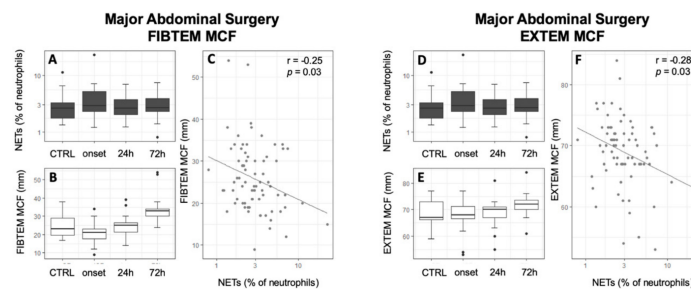 Major Abdominal Surgery
FIBTEM MCF
A
NETs (% of neutrophils)
10
3
1
CTRL onset 24h 72h
B
FIBTEM MCF (mm)
50
40
30
20
10
CTRL onset 24h 72h
C
r = -0.25
p = 0.03
FIBTEM MCF (mm)
50
40
30
20
10
1 3 10
NETs (% of neutrophils)
Major Abdominal Surgery
EXTEM MCF
D
NETs (% of neutrophils)
10
3
1
CTRL onset 24h 72h
E
EXTEM MCF (mm)
80
70
60
CTRL onset 24h 72h
F
r = -0.28
p = 0.03
EXTEM MCF (mm)
90
70
50
1 3 10
NETs (% of neutrophils)